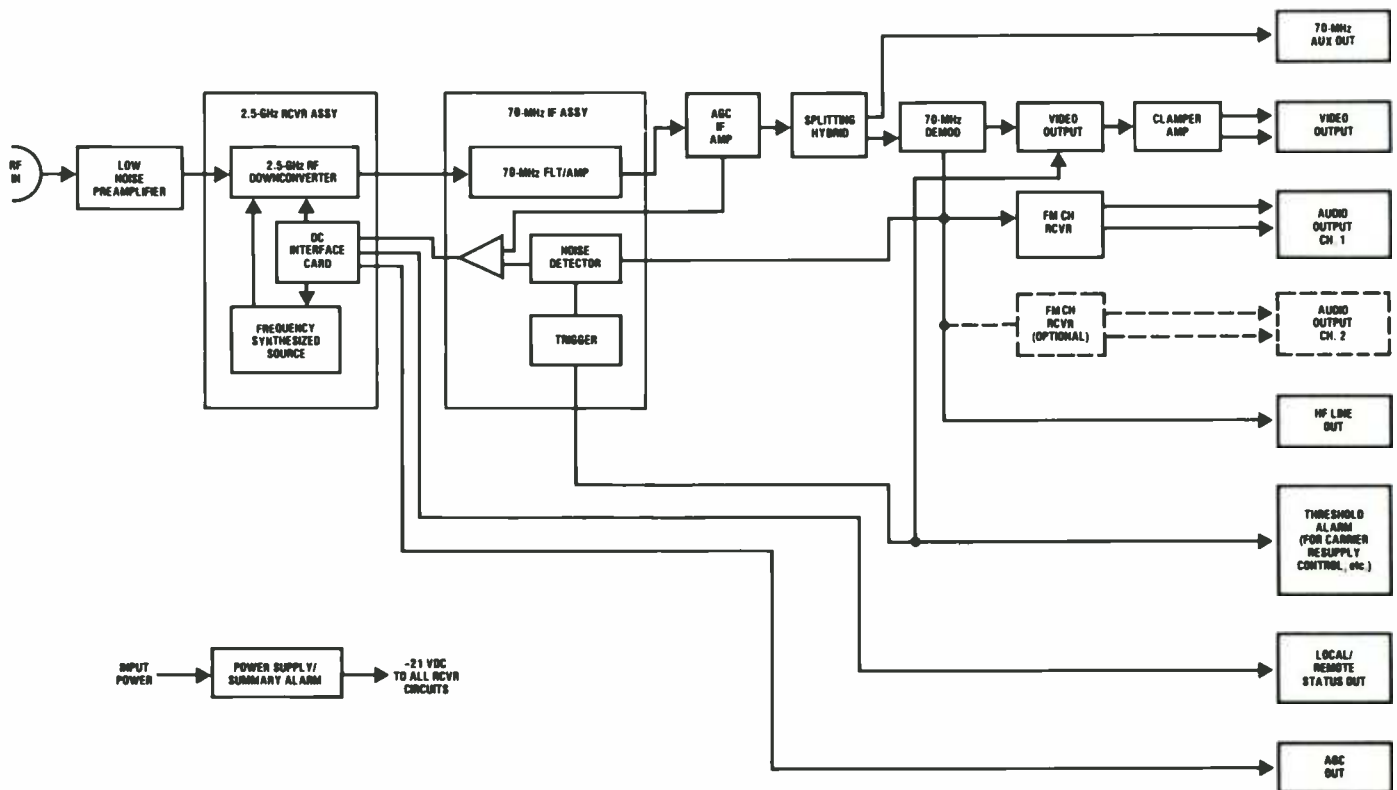 70-MHz
AUX OUT
2.5-GHz RCVR ASSY
70-MHz IF ASSY
AGC
IF
AMP
SPLITTING
HYBRID
70-MHz
DEMOD
VIDEO
OUTPUT
CLAMPER
AMP
VIDEO
OUTPUT
RF
IN
LOW
NOISE
PREAMPLIFIER
2.5-GHz RF
DOWNCONVERTER
70-MHz FLT/AMP
DC
INTERFACE
CARD
NOISE
DETECTOR
FM CH
RCVR
AUDIO
OUTPUT
CH. 1
FREQUENCY
SYNTHESIZED
SOURCE
TRIGGER
FM CH
RCVR
(OPTIONAL)
AUDIO
OUTPUT
CH. 2
HF LINE
OUT
THRESHOLD
ALARM
(FOR CARRIER
RESUPPLY
CONTROL, etc.)
INPUT
POWER
POWER SUPPLY/
SUMMARY ALARM
-21 VDC
TO ALL RCVR
CIRCUITS
LOCAL/
REMOTE
STATUS OUT
AGC
OUT